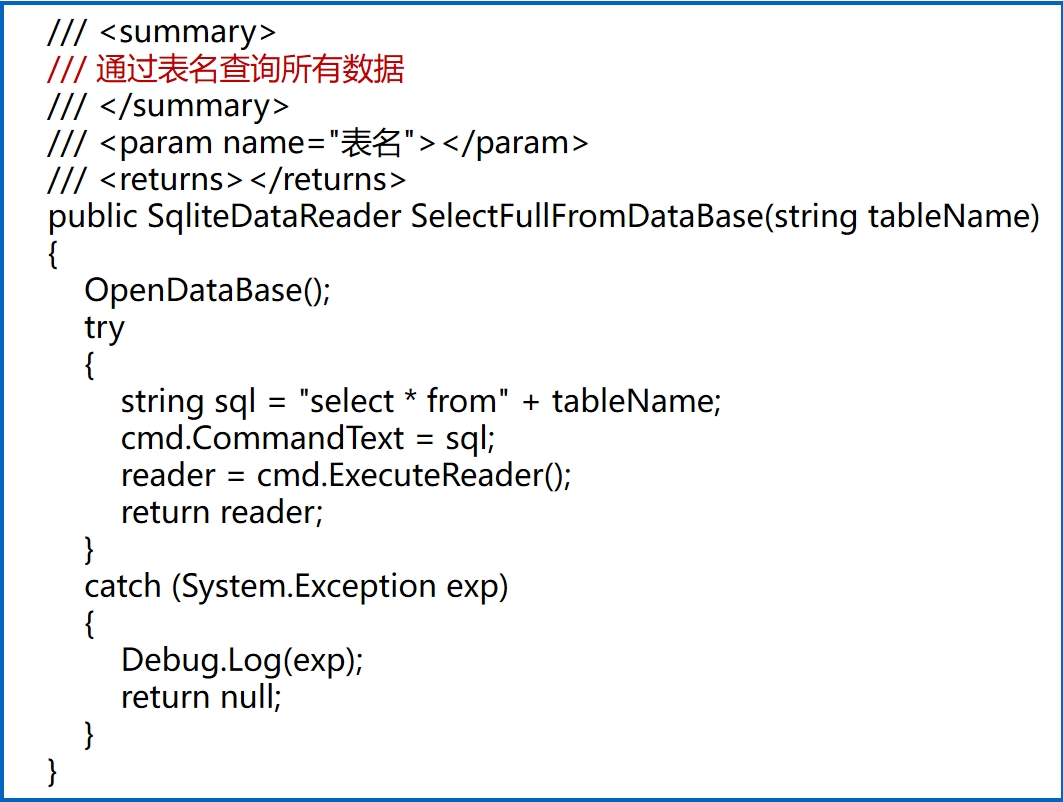 /// <summary>
/// 通过表名查询所有数据
/// </summary>
/// <param name="表名"></param>
/// <returns></returns>
public SqliteDataReader SelectFullFromDataBase(string tableName)
{
OpenDataBase();
try
{
string sql = "select * from" + tableName;
cmd.CommandText = sql;
reader = cmd.ExecuteReader();
return reader;
}
catch (System.Exception exp)
{
Debug.Log(exp);
return null;
}
}